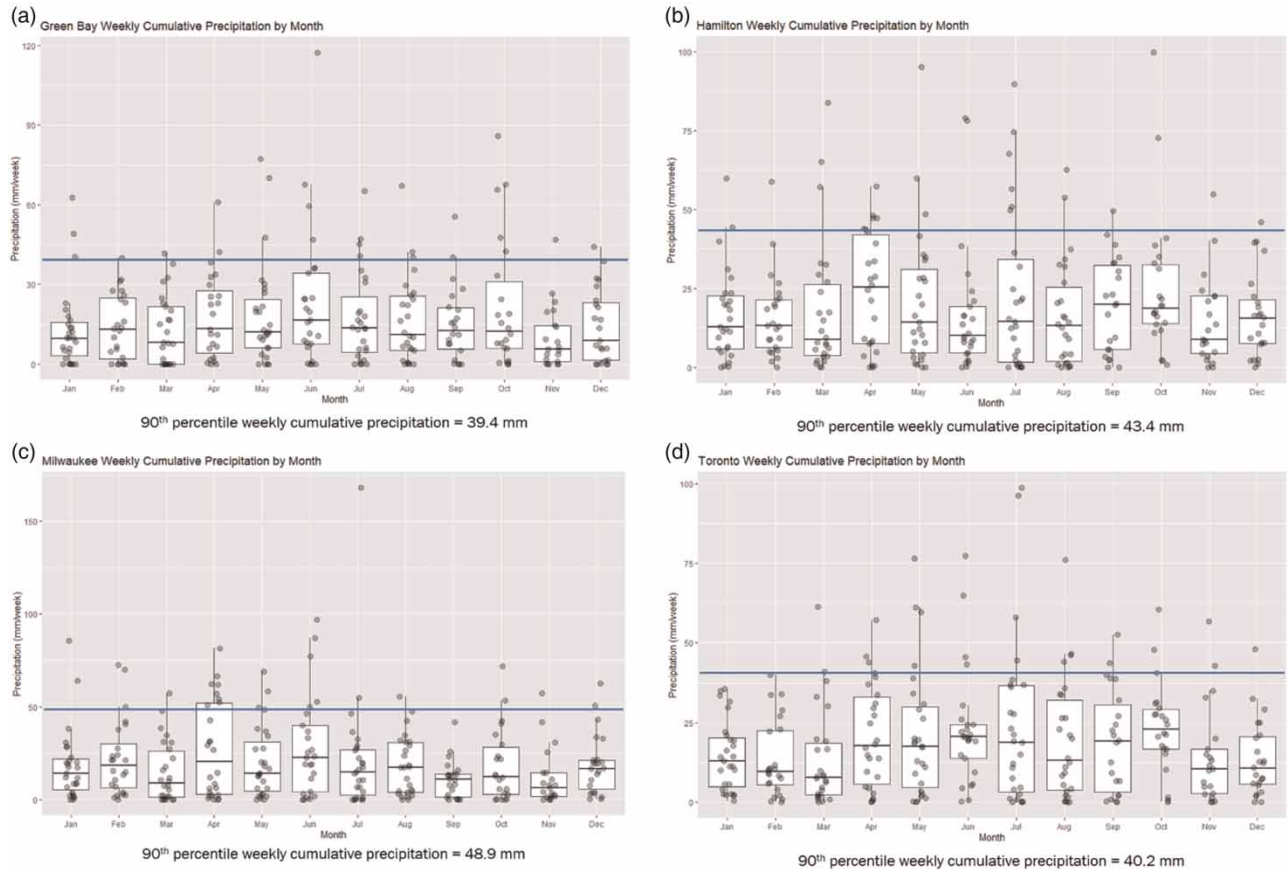 (a)
Green Bay Weekly Cumulative Precipitation by Month
120
90
60
30
0
Precipitation (mm/week)
Jan Feb Mar Apr May Jun Jul Aug Sep Oct Nov Dec
Month
90th percentile weekly cumulative precipitation = 39.4 mm
(b)
Hamilton Weekly Cumulative Precipitation by Month
100
75
50
25
0
Precipitation (mm/week)
Jan Feb Mar Apr May Jun Jul Aug Sep Oct Nov Dec
Month
90th percentile weekly cumulative precipitation = 43.4 mm
(c)
Milwaukee Weekly Cumulative Precipitation by Month
150
100
50
0
Precipitation (mm/week)
Jan Feb Mar Apr May Jun Jul Aug Sep Oct Nov Dec
Month
90th percentile weekly cumulative precipitation = 48.9 mm
(d)
Toronto Weekly Cumulative Precipitation by Month
100
75
50
25
0
Precipitation (mm/week)
Jan Feb Mar Apr May Jun Jul Aug Sep Oct Nov Dec
Month
90th percentile weekly cumulative precipitation = 40.2 mm